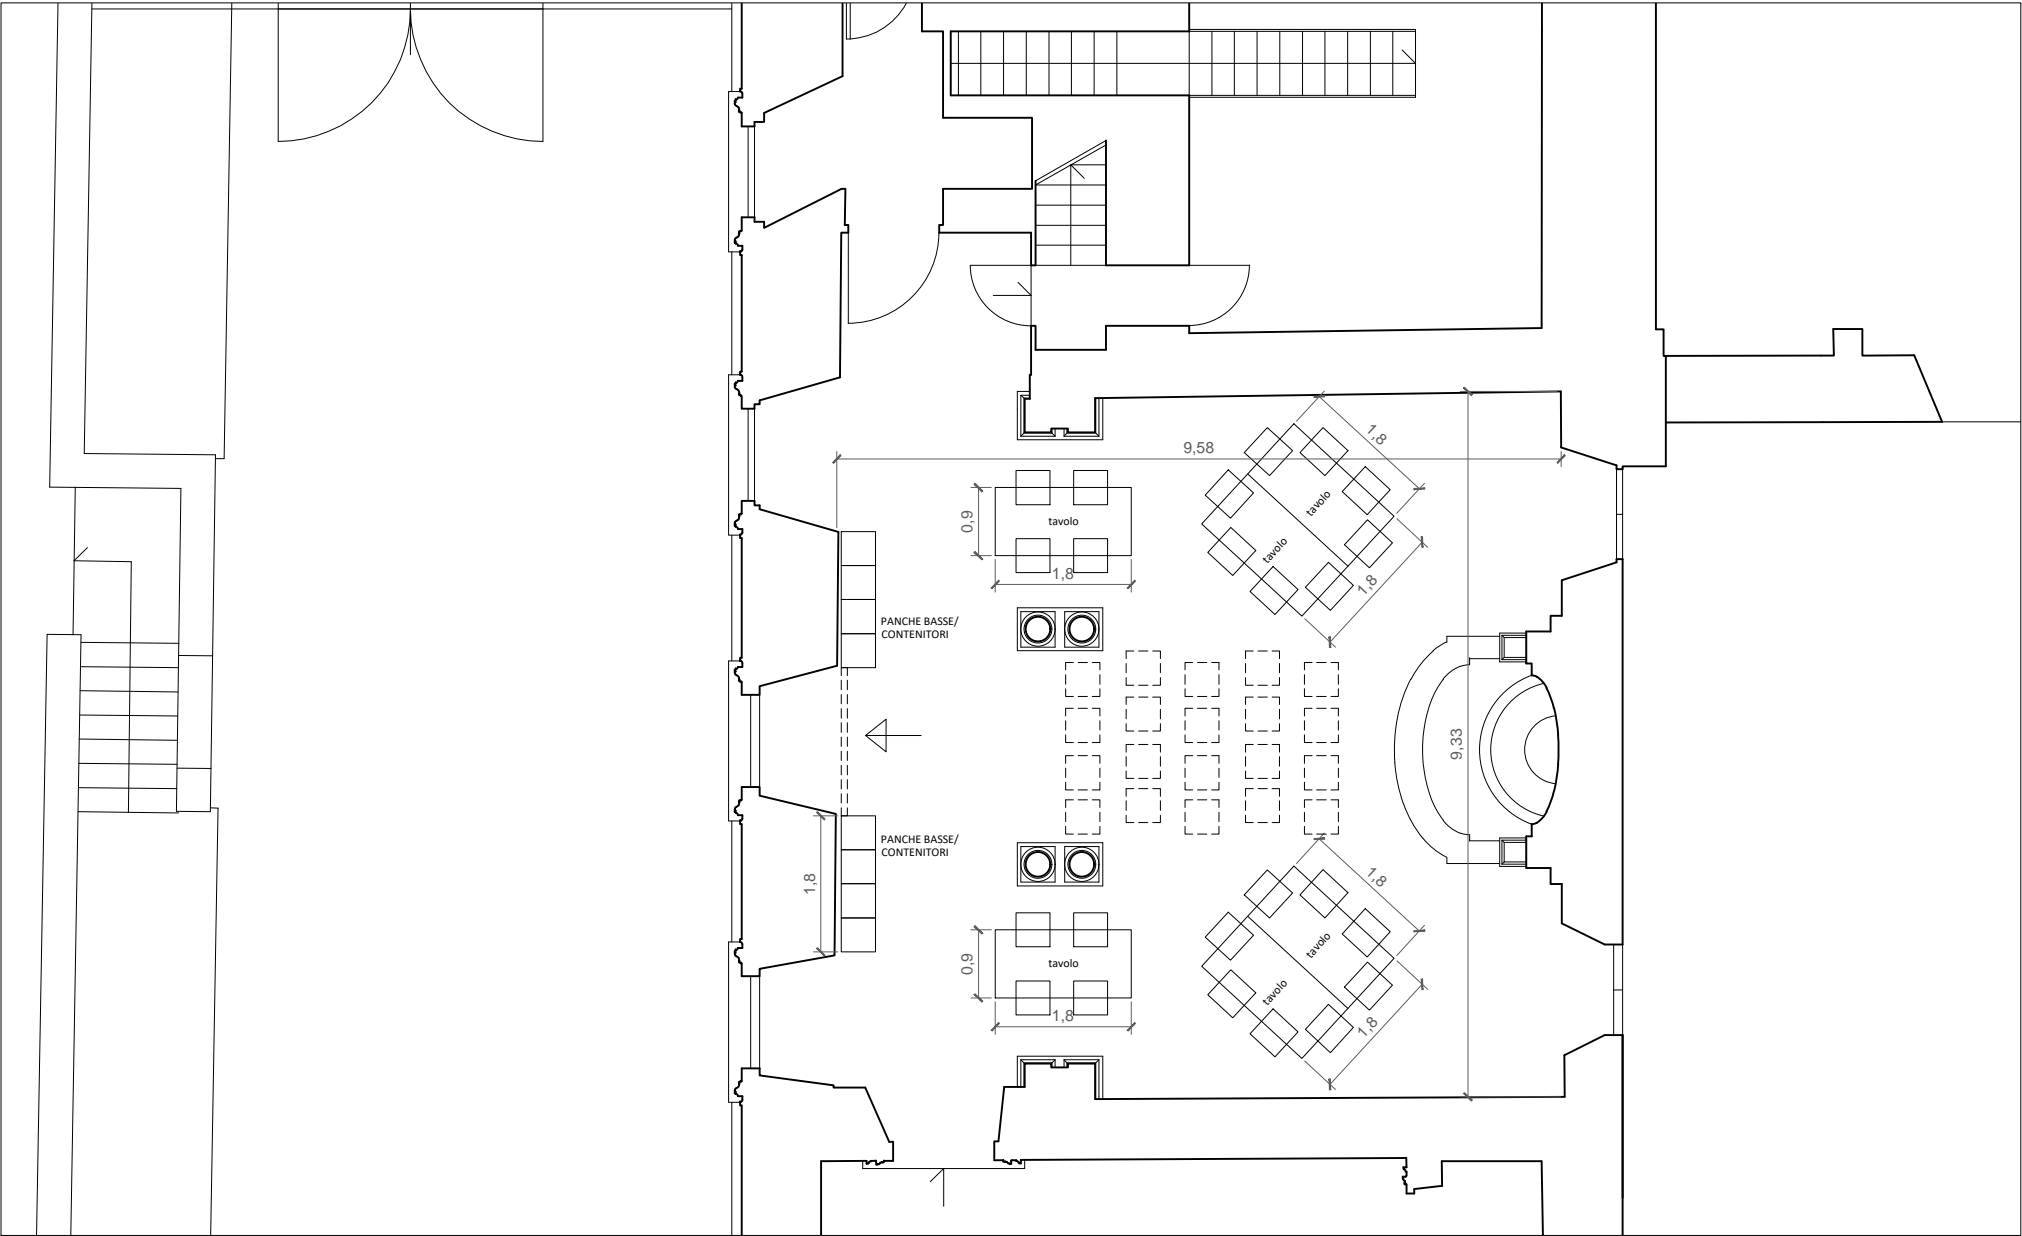 1,8
9,58
tavolo
0,9
tavolo
tavolo
1,8
1,8
PANCHE BASSE/
CONTENITORI
9,33
PANCHE BASSE/
CONTENITORI
1,8
1,8
tavolo
0,9
tavolo
tavolo
1,8
1,8